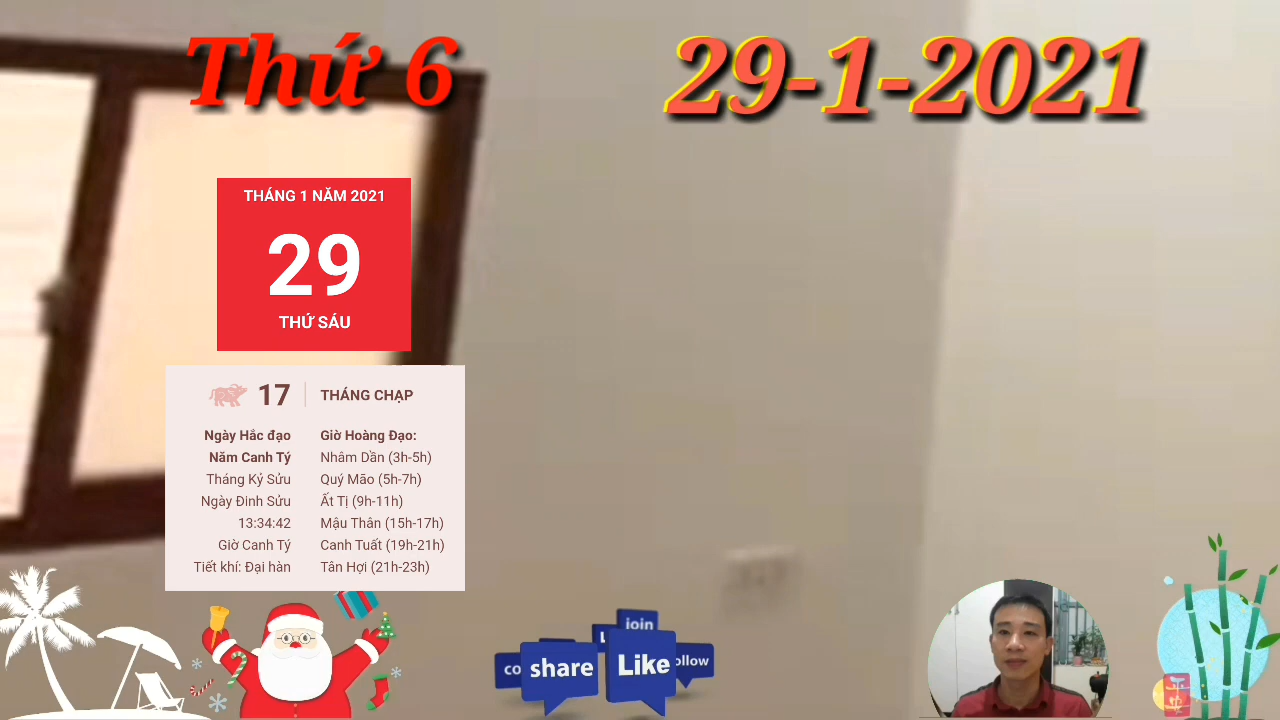 Thứ 6
29-1-2021
THÁNG 1 NĂM 2021
29
THỨ SÁU
17
THÁNG CHẠP
Ngày Hắc đạo
Năm Canh Tý
Tháng Kỷ Sửu
Ngày Đinh Sửu
13:34:42
Giờ Canh Tý
Tiết khí: Đại hàn
Giờ Hoàng Đạo:
Nhâm Dần (3h-5h)
Quý Mão (5h-7h)
Ất Tị (9h-11h)
Mậu Thân (15h-17h)
Canh Tuất (19h-21h)
Tân Hợi (21h-23h)
join
share
Like